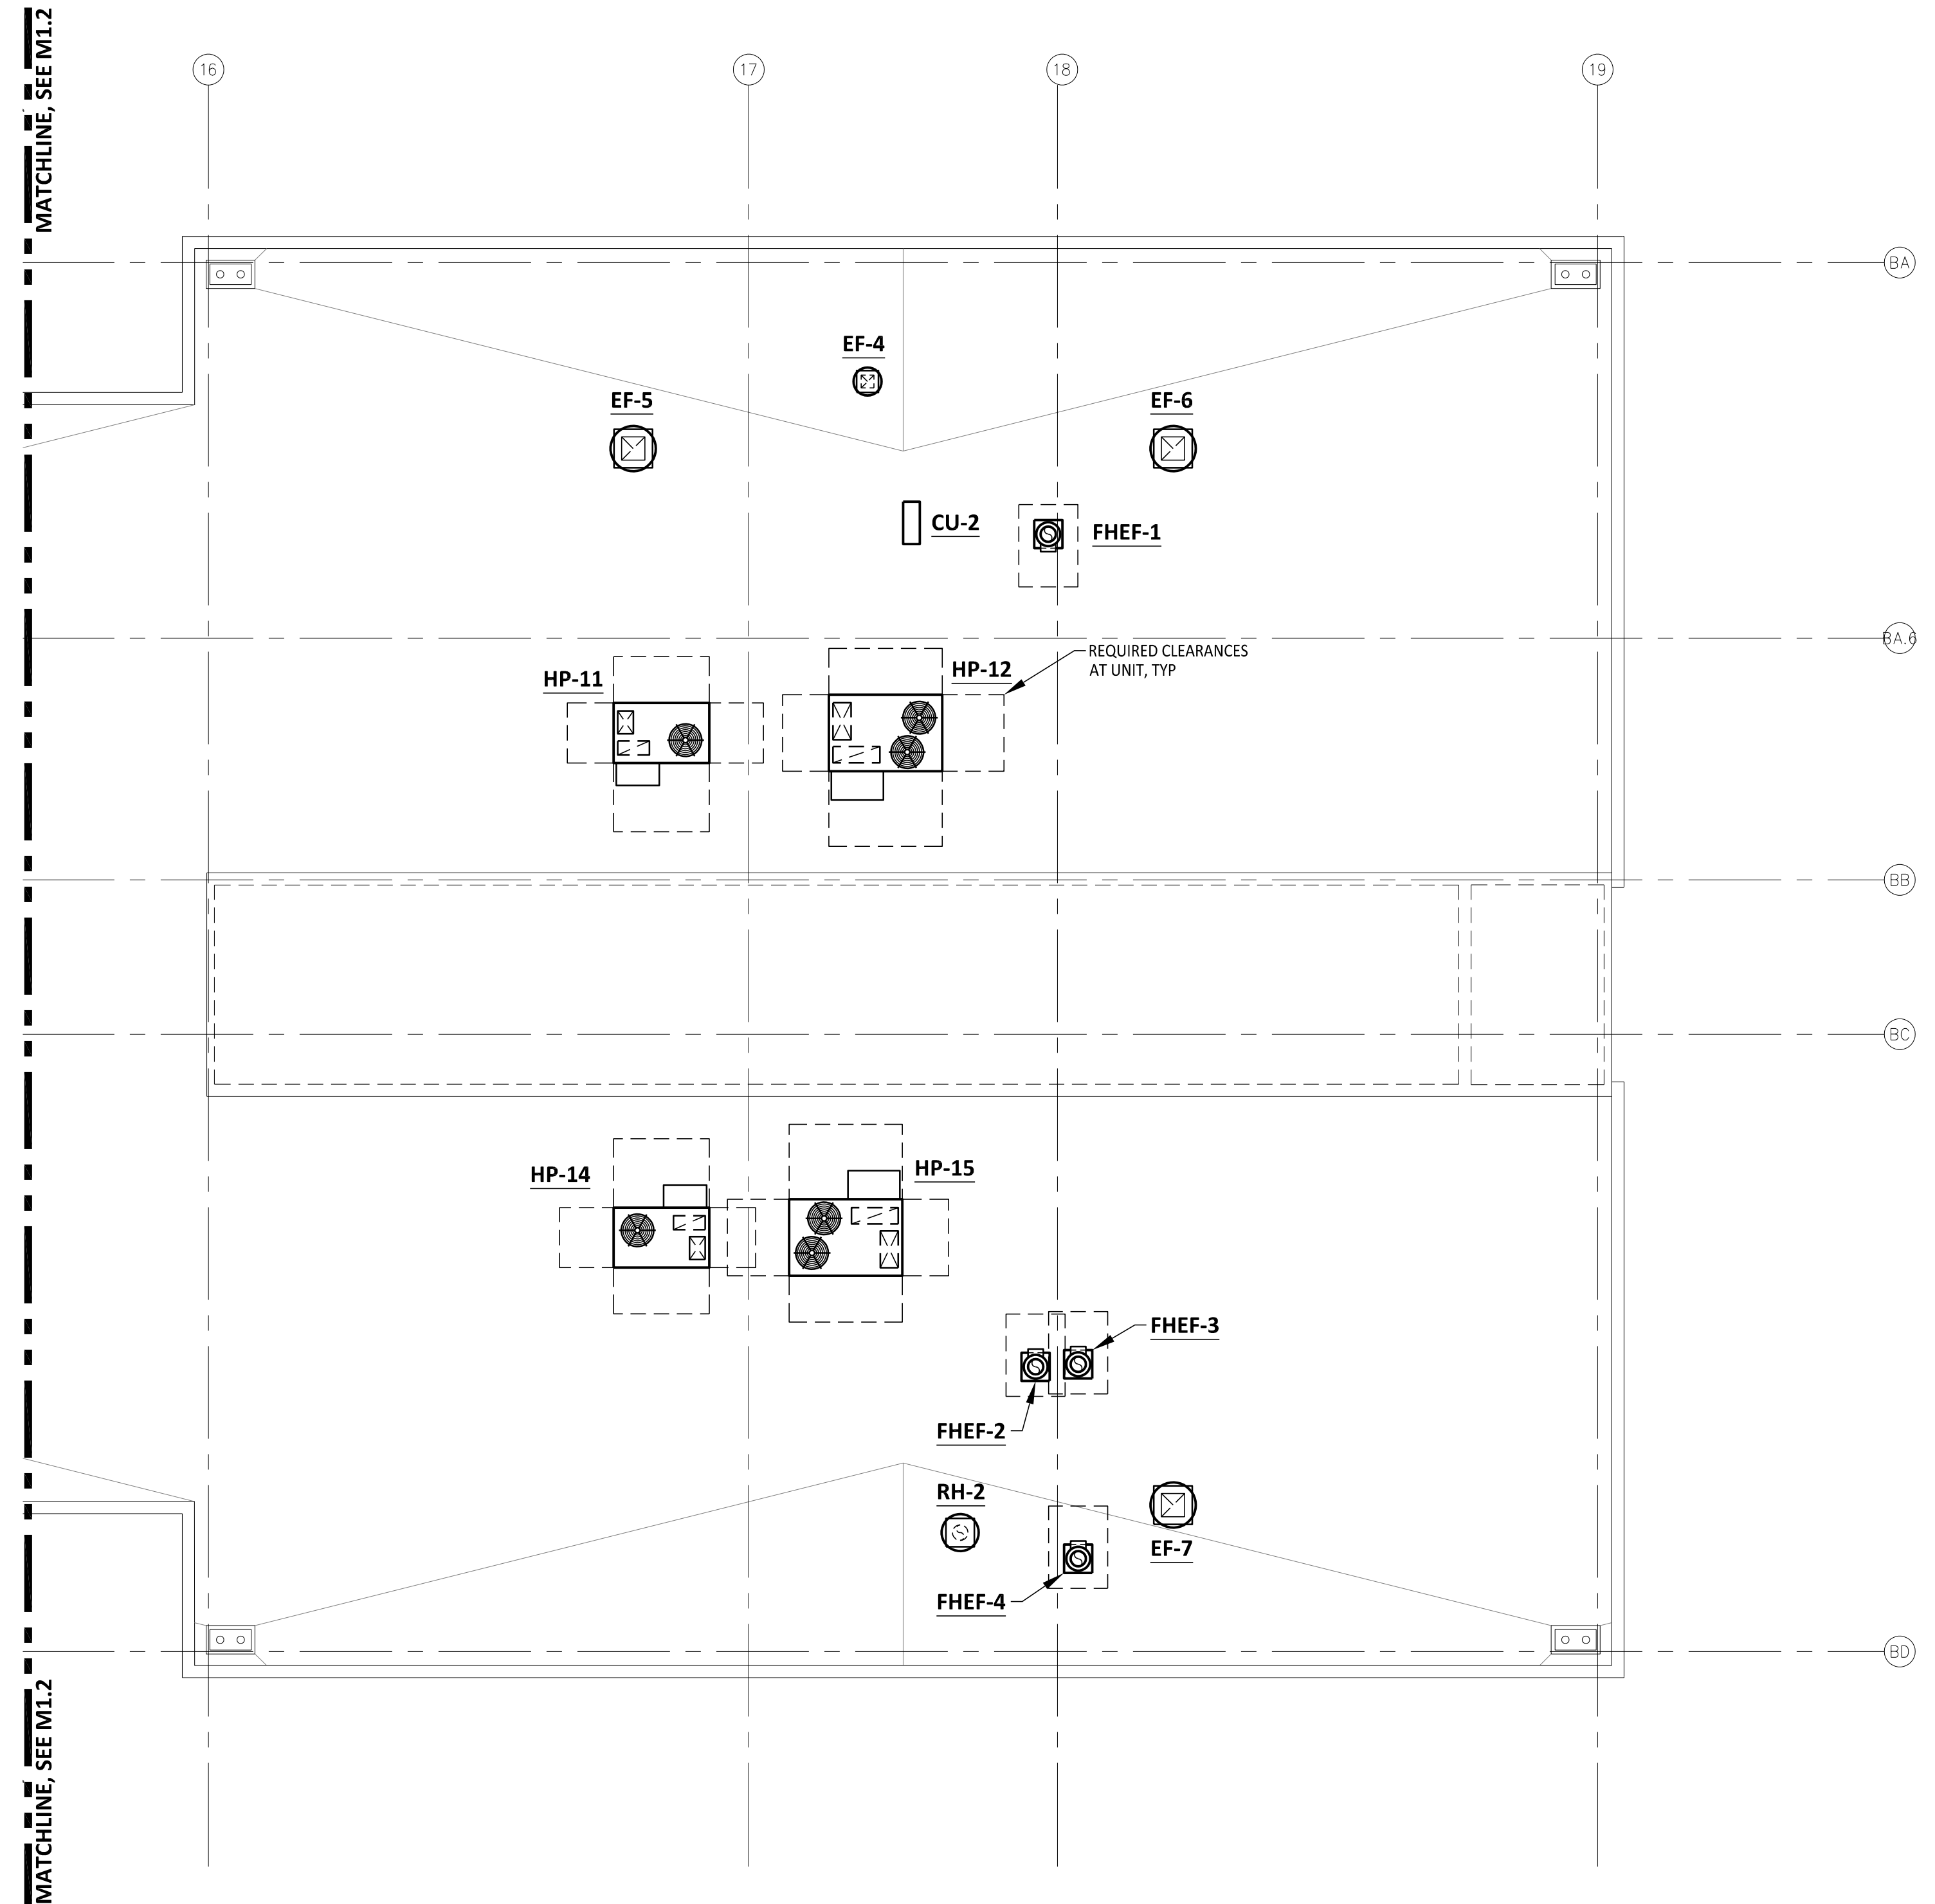 MATCHLINE, SEE M1.2
16
17
18
19
BA
EF-4
EF-5
EF-6
CU-2
FHEF-1
BA.6
REQUIRED CLEARANCES
AT UNIT, TYP
HP-11
HP-12
BB
BC
HP-14
HP-15
FHEF-3
FHEF-2
RH-2
EF-7
FHEF-4
BD
MATCHLINE, SEE M1.2